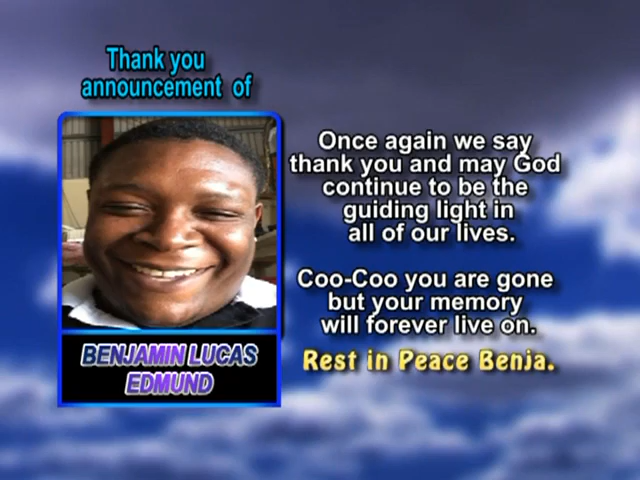 Thank you
announcement of
BENJAMIN LUCAS
EDMUND
Once again we say
thank you and may God
continue to be the
guiding light in
all of our lives.
Coo-Coo you are gone
but your memory
will forever live on.
Rest in Peace Benja.